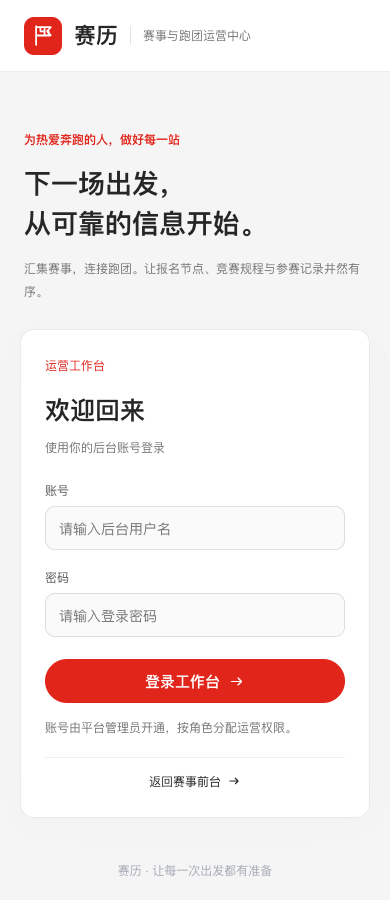 赛历
赛事与跑团运营中心
为热爱奔跑的人，做好每一站
下一场出发，
从可靠的信息开始。
汇集赛事，连接跑团。让报名节点、竞赛规程与参赛记录井然有
序。
运营工作台
欢迎回来
使用你的后台账号登录
账号
请输入后台用户名
密码
请输入登录密码
登录工作台 →
账号由平台管理员开通，按角色分配运营权限。
返回赛事前台 →
赛历 · 让每一次出发都有准备